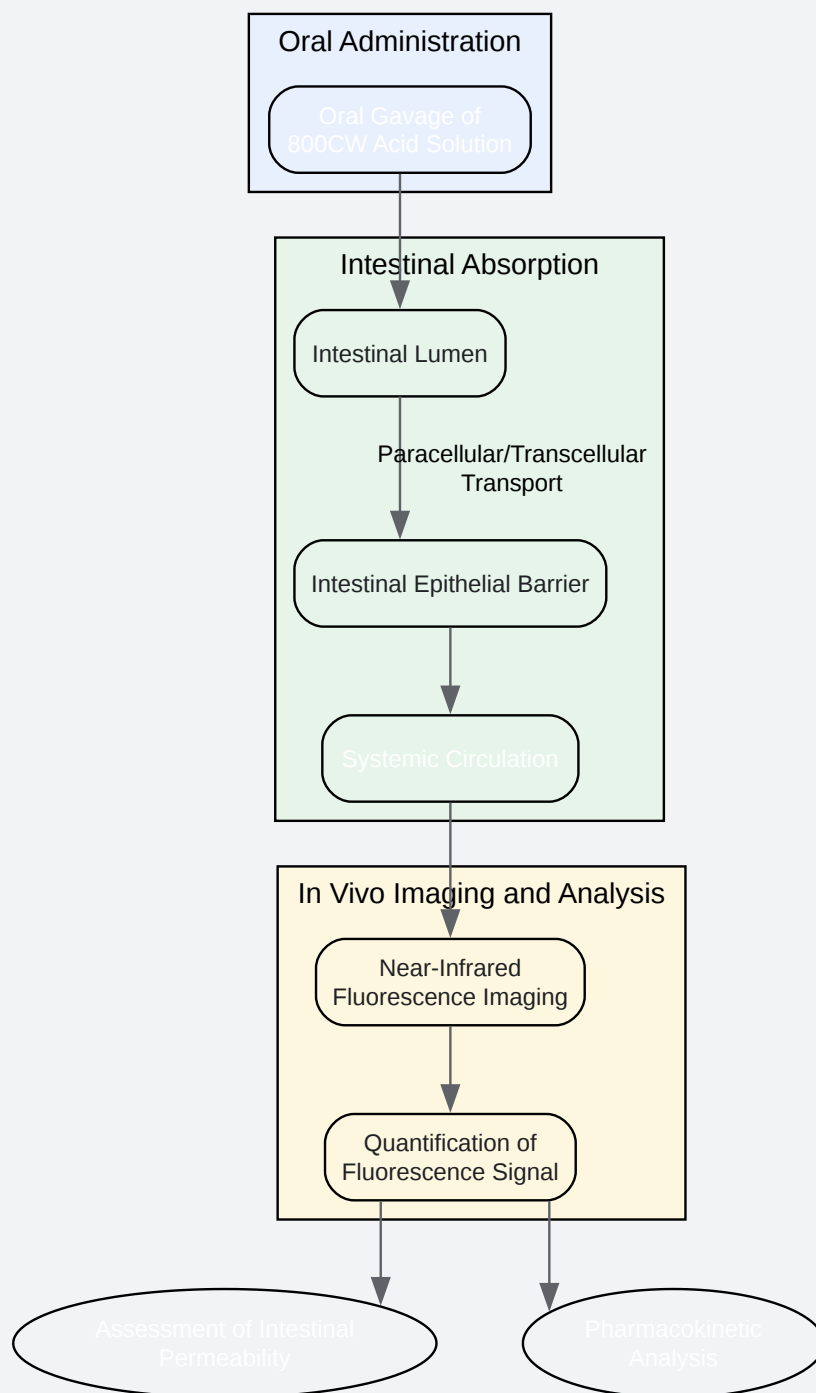 Oral Administration
Oral Gavage of
800CW Acid Solution
Intestinal Absorption
Intestinal Lumen
Paracellular/Transcellular
Transport
Intestinal Epithelial Barrier
Systemic Circulation
In Vivo Imaging and Analysis
Near-Infrared
Fluorescence Imaging
Quantification of
Fluorescence Signal
Assessment of Intestinal
Permeability
Pharmacokinetic
Analysis